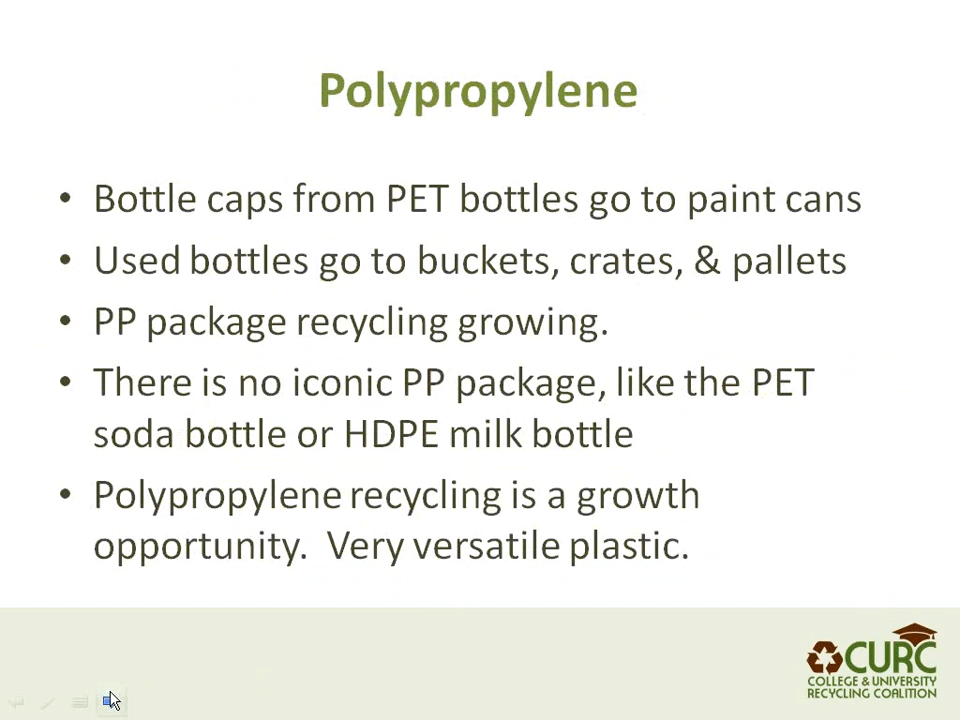 Polypropylene
• Bottle caps from PET bottles go to paint cans
• Used bottles go to buckets, crates, & pallets
• PP package recycling growing.
• There is no iconic PP package, like the PET
soda bottle or HDPE milk bottle
• Polypropylene recycling is a growth
opportunity.  Very versatile plastic.
CURC
COLLEGE & UNIVERSITY
RECYCLING COALITION